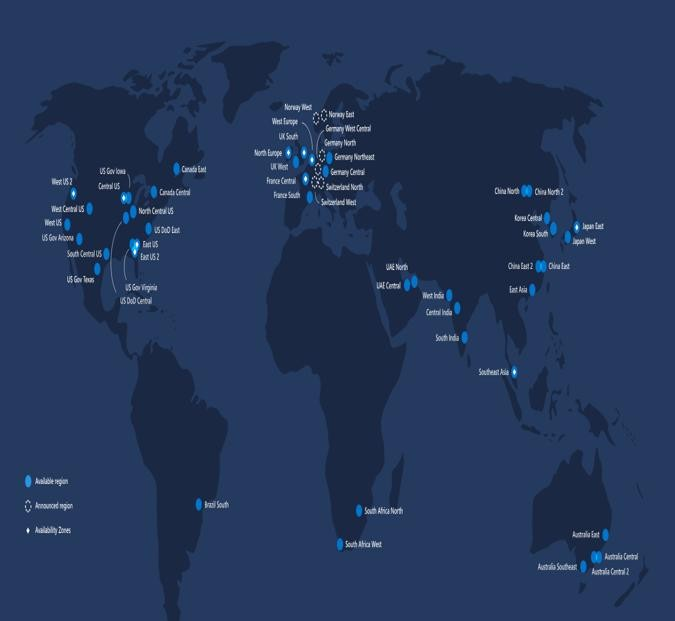 Norway West
Norway East
West Europe
Germany West Central
UK South
Germany North
North Europe
Germany Northeast
UK West
Germany Central
France Central
Switzerland North
France South
Switzerland West
US Gov Iowa
Canada East
West US 2
Central US
Canada Central
West Central US
North Central US
West US
US DoD East
US Gov Arizona
East US
South Central US
East US 2
US Gov Texas
US Gov Virginia
US DoD Central
China North
China North 2
Korea Central
Japan East
Korea South
Japan West
UAE North
China East 2
China East
UAE Central
East Asia
West India
Central India
South India
Southeast Asia
Available region
Announced region
Availability Zones
Brazil South
South Africa North
South Africa West
Australia East
Australia Central
Australia Southeast
Australia Central 2